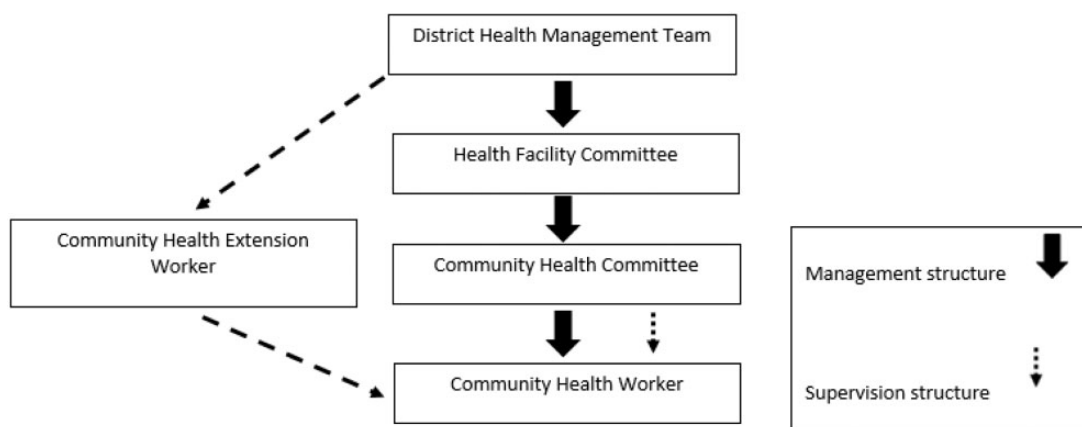 District Health Management Team
Health Facility Committee
Community Health Extension
Worker
Community Health Committee
Management structure
Community Health Worker
Supervision structure